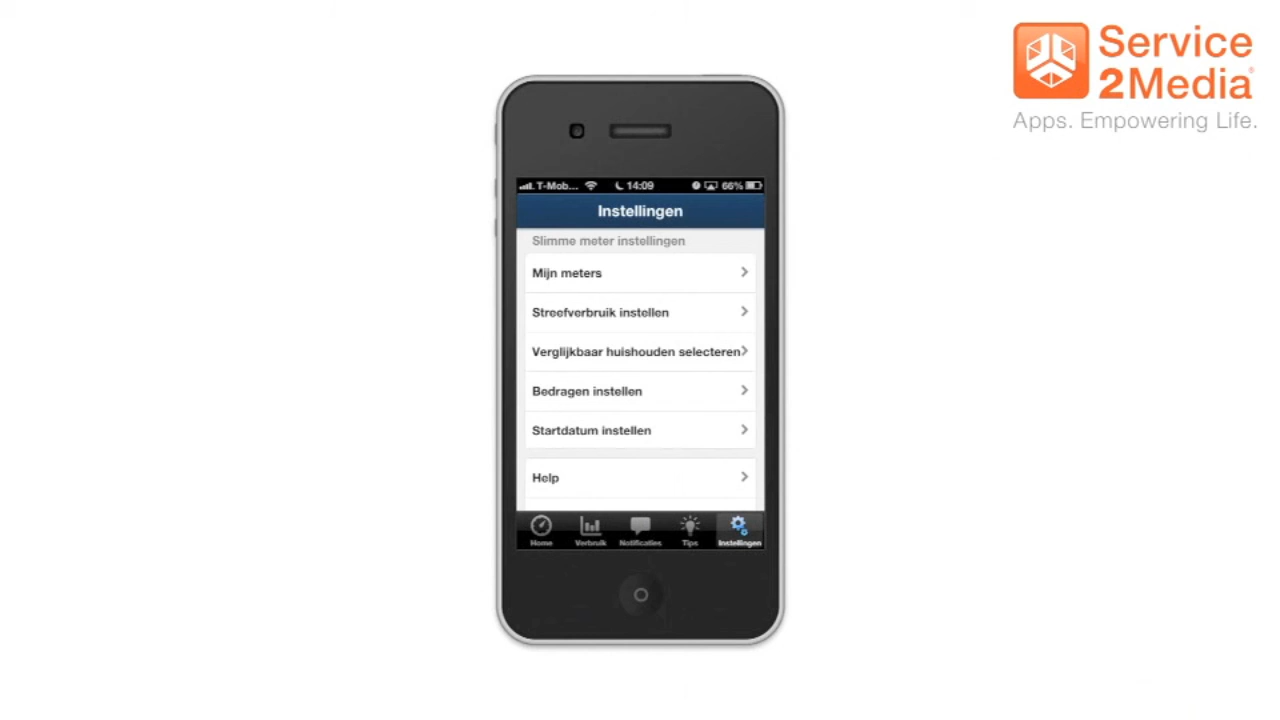 Service
2Media®
Apps. Empowering Life.
T-Mob... 14:09 66%
Instellingen
Slimme meter instellingen
Mijn meters
Streefverbruik instellen
Verglijkbaar huishouden selecteren
Bedragen instellen
Startdatum instellen
Help
Home Verbruik Notificaties Tips Instellingen